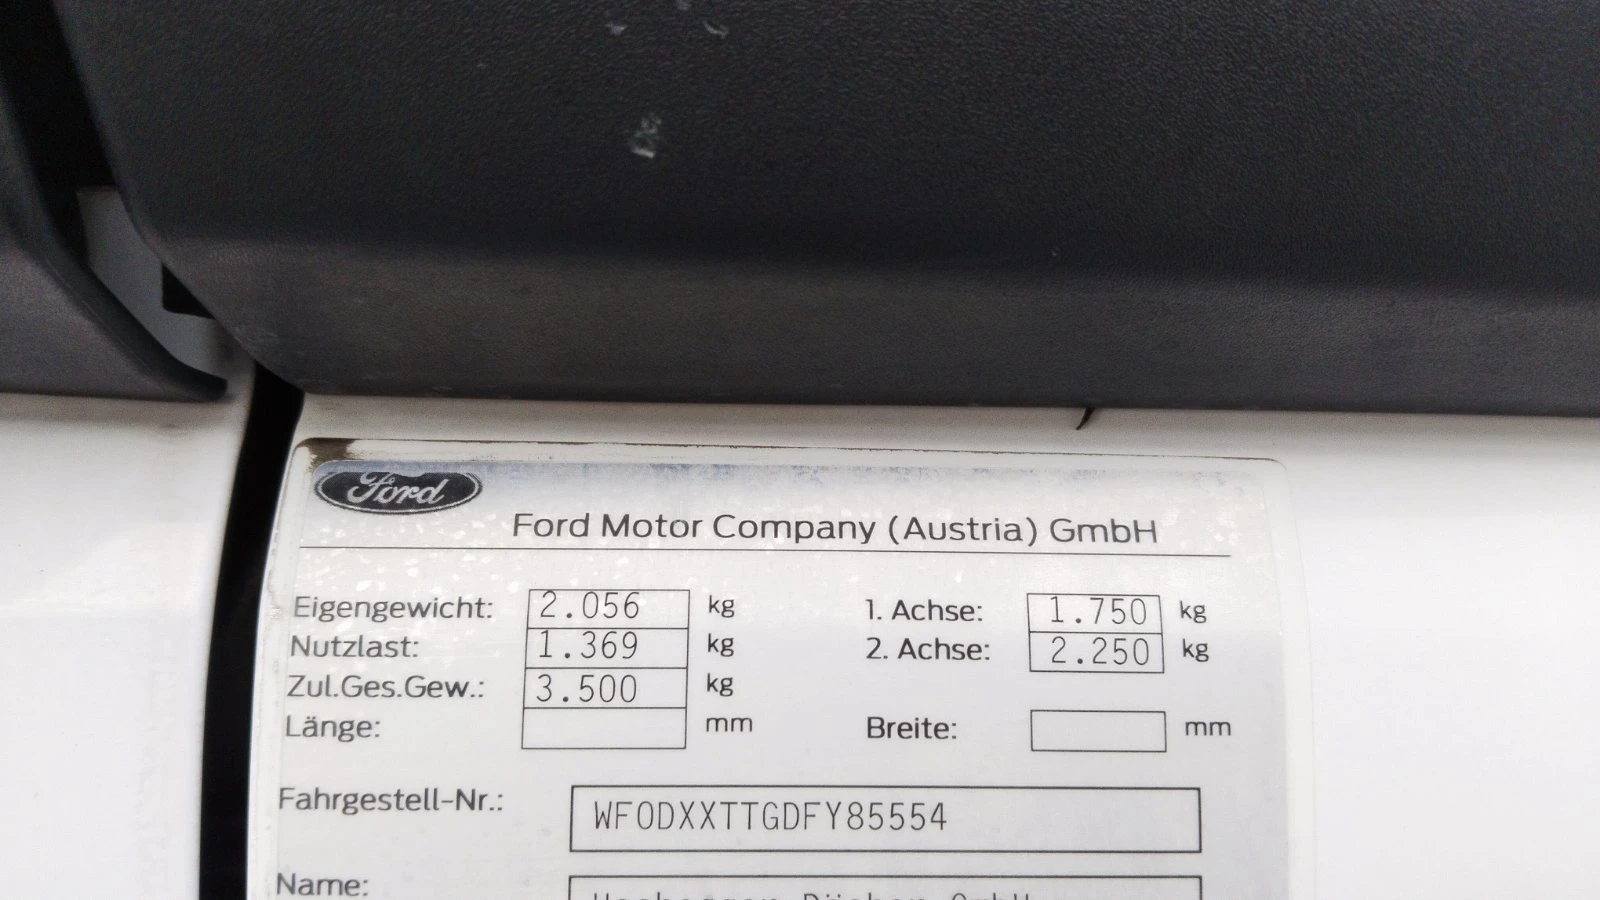 Ford
Ford Motor Company (Austria) GmbH
Eigengewicht: 2.056 kg 1. Achse: 1.750 kg
Nutzlast: 1.369 kg 2. Achse: 2.250 kg
Zul.Ges.Gew.: 3.500 kg
Länge: mm Breite: mm
Fahrgestell-Nr.: WF0DXXTTGDFY85554
Name: GmbH